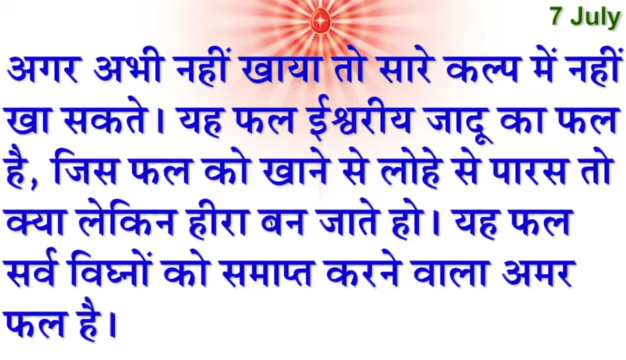 7 July
अगर अभी नहीं खाया तो सारे कल्प में नहीं
खा सकते। यह फल ईश्वरीय जादू का फल
है, जिस फल को खाने से लोहे से पारस तो
क्या लेकिन हीरा बन जाते हो। यह फल
सर्व विघ्नों को समाप्त करने वाला अमर
फल है।